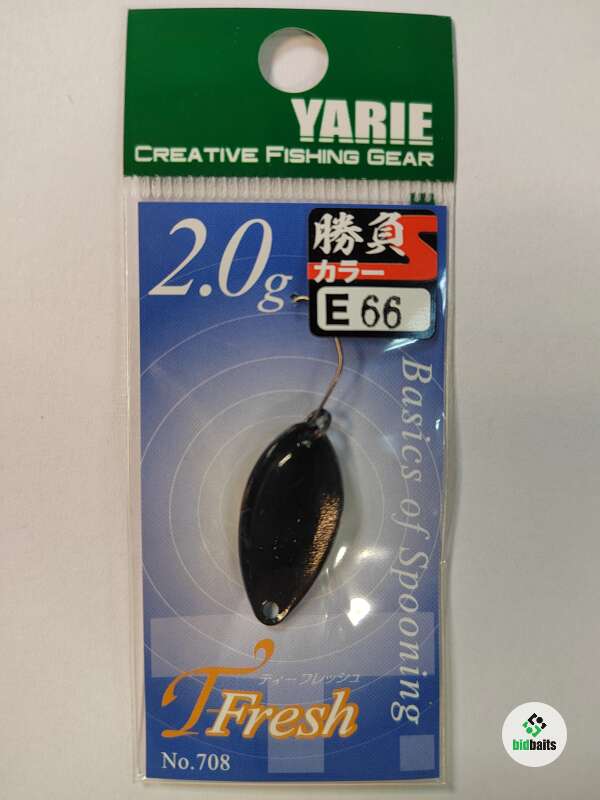 YARIE
CREATIVE FISHING GEAR
2.0g
勝負S
カラー
E 66
Basics of Spooning
ティーフレッシュ
T Fresh
No.708
bidbaits